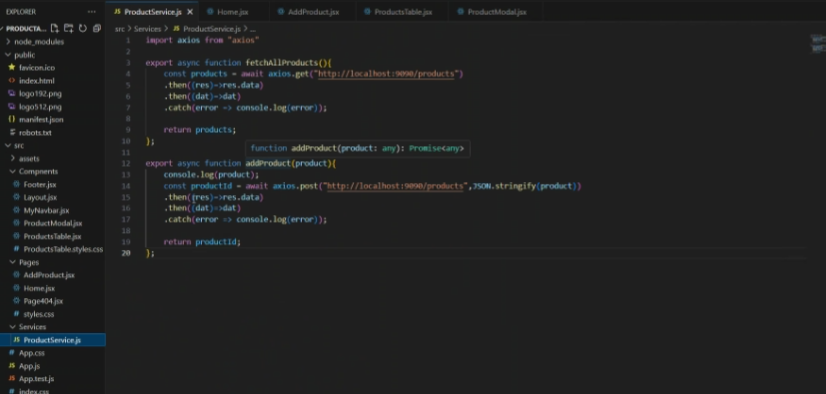 EXPLORER
PRODUCTA...
node_modules
public
favicon.ico
index.html
logo192.png
logo512.png
{} manifest.json
robots.txt
src
assets
Compnents
Footer.jsx
Layout.jsx
MyNavbar.jsx
ProductModal.jsx
ProductsTable.jsx
# ProductsTable.styles.css
Pages
AddProduct.jsx
Home.jsx
Page404.jsx
# styles.css
Services
JS ProductService.js
# App.css
JS App.js
JS App.test.js
# index.css
JS ProductService.js Home.jsx AddProduct.jsx ProductsTable.jsx ProductModal.jsx
src > Services > JS ProductService.js > ...
1 import axios from "axios"
2
3 export async function fetchAllProducts(){
4 const products = await axios.get("http://localhost:9090/products")
5 .then((res)=>res.data)
6 .then((dat)=>dat)
7 .catch(error => console.log(error));
8
9 return products;
10 };
11
function addProduct(product: any): Promise<any>
12 export async function addProduct(product){
13 console.log(product);
14 const productId = await axios.post("http://localhost:9090/products",JSON.stringify(product))
15 .then((res)=>res.data)
16 .then((dat)=>dat)
17 .catch(error => console.log(error));
18
19 return productId;
20 };